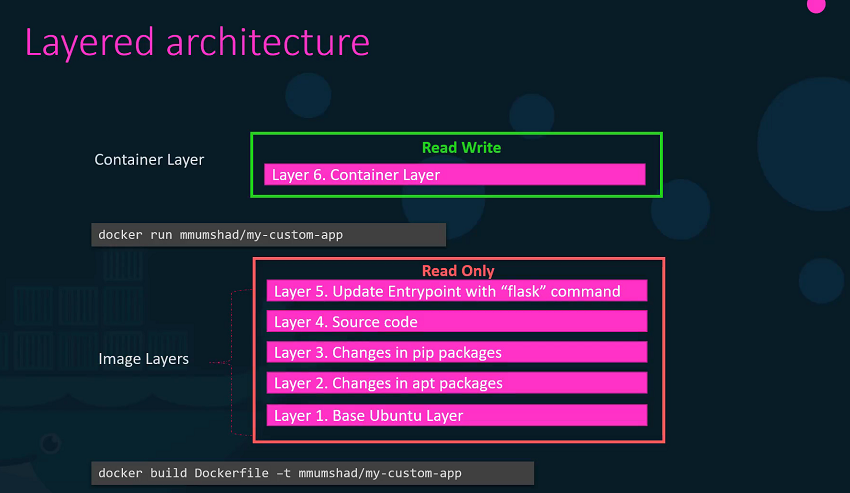 Layered architecture
Read Write
Container Layer
Layer 6. Container Layer
docker run mmumshad/my-custom-app
Read Only
Layer 5. Update Entrypoint with “flask” command
Layer 4. Source code
Layer 3. Changes in pip packages
Image Layers
Layer 2. Changes in apt packages
Layer 1. Base Ubuntu Layer
docker build Dockerfile –t mmumshad/my-custom-app